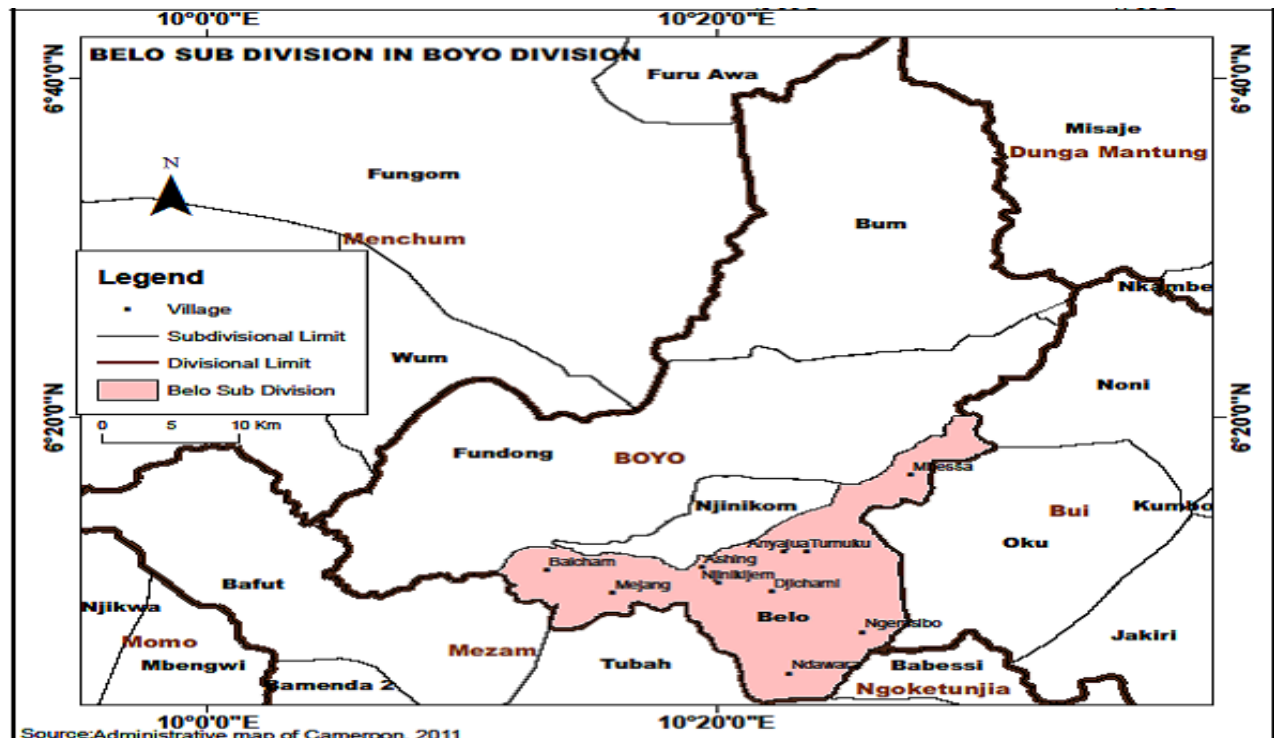 10°0'0"E 10°20'0"E
BELO SUB DIVISION IN BOYO DIVISION
6°40'0"N
6°40'0"N
Furu Awa
Misaje
Dunga Mantung
N
Fungom
Bum
Menchum
Legend
Village
Subdivisional Limit
Divisional Limit
Belo Sub Division
0 5 10 Km
Nkambe
Wum
Noni
6°20'0"N
6°20'0"N
Fundong
BOYO
Mbessa
Njinikom
Bui
Kumbo
Oku
Anyajua Tumuku
Ashing
Baicham
Njinikijem
Djichami
Mejang
Bafut
Njikwa
Belo
Ngemsibo
Momo
Mezam
Jakiri
Mbengwi
Tubah
Ndawara
Babessi
Bamenda 2
Ngoketunjia
10°0'0"E 10°20'0"E
Source:Administrative map of Cameroon, 2011